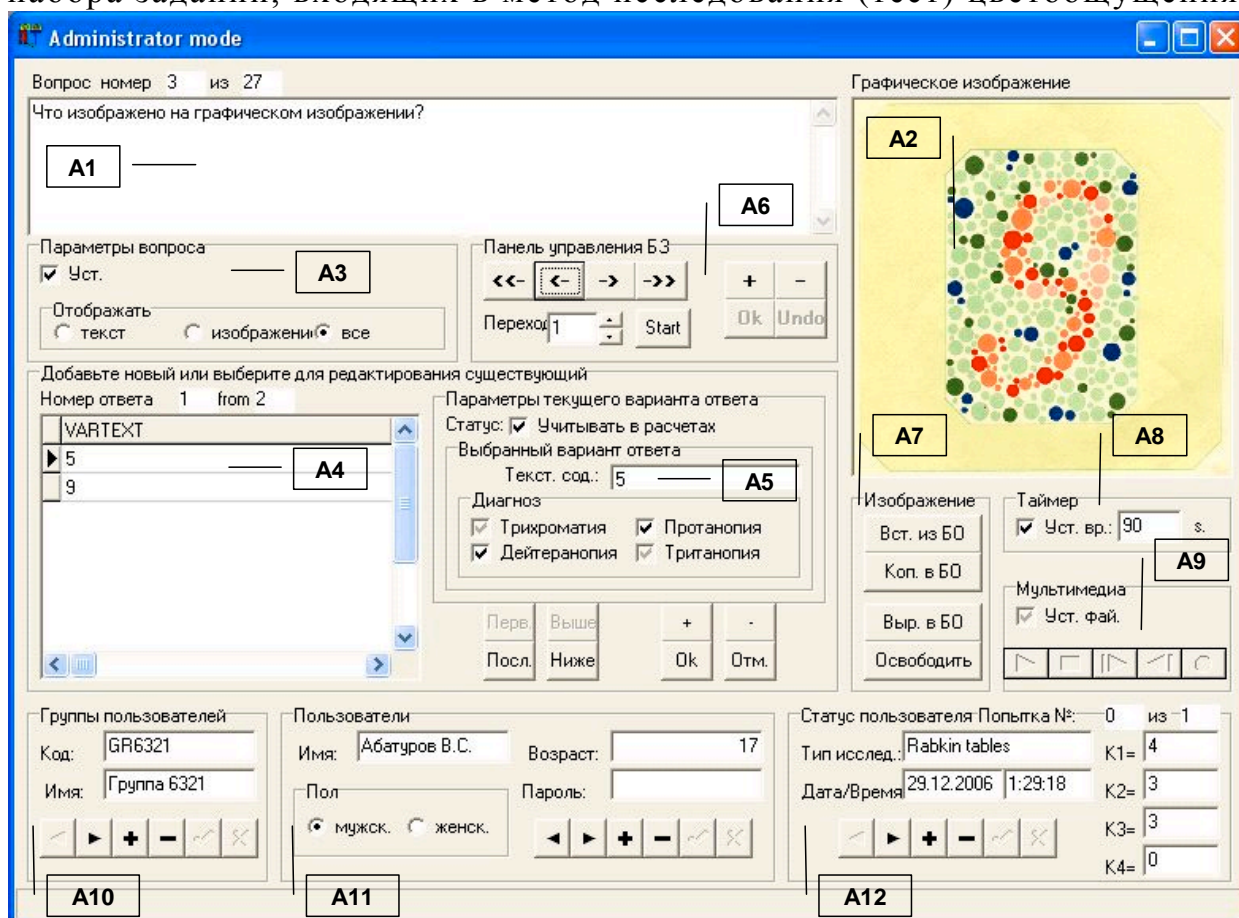 набора заданий, входящих в метод исследования (тест) цветоощущения
Administrator mode
Вопрос номер 3 из 27
Что изображено на графическом изображении?
A1
A6
Графическое изображение
A2
Параметры вопроса
Уст.
A3
Отображать
текст изображени все
Панель управления БЗ
<<- <- -> ->> + -
Переход 1 Start Ok Undo
Добавьте новый или выберите для редактирования существующий
Номер ответа 1 from 2
VARTEXT
5
9
A4
Параметры текущего варианта ответа
Статус: Учитывать в расчетах
Выбранный вариант ответа
Текст. сод.: 5
A5
Диагноз
Трихроматия Протанопия
Дейтеранопия Тританопия
Перв. Выше + -
Посл. Ниже Ok Отм.
A7
A8
Изображение
Вст. из БО
Коп. в БО
Выр. в БО
Освободить
Таймер
Уст. вр.: 90 s.
A9
Мультимедиа
Уст. фай.
Группы пользователей
Код: GR6321
Имя: Группа 6321
A10
Пользователи
Имя: Абатуров В.С. Возраст: 17
Пол Пароль:
мужск. женск.
A11
Статус пользователя Попытка №: 0 из 1
Тип исслед.: Rabkin tables K1= 4
Дата/Время 29.12.2006 1:29:18 K2= 3
K3= 3
K4= 0
A12